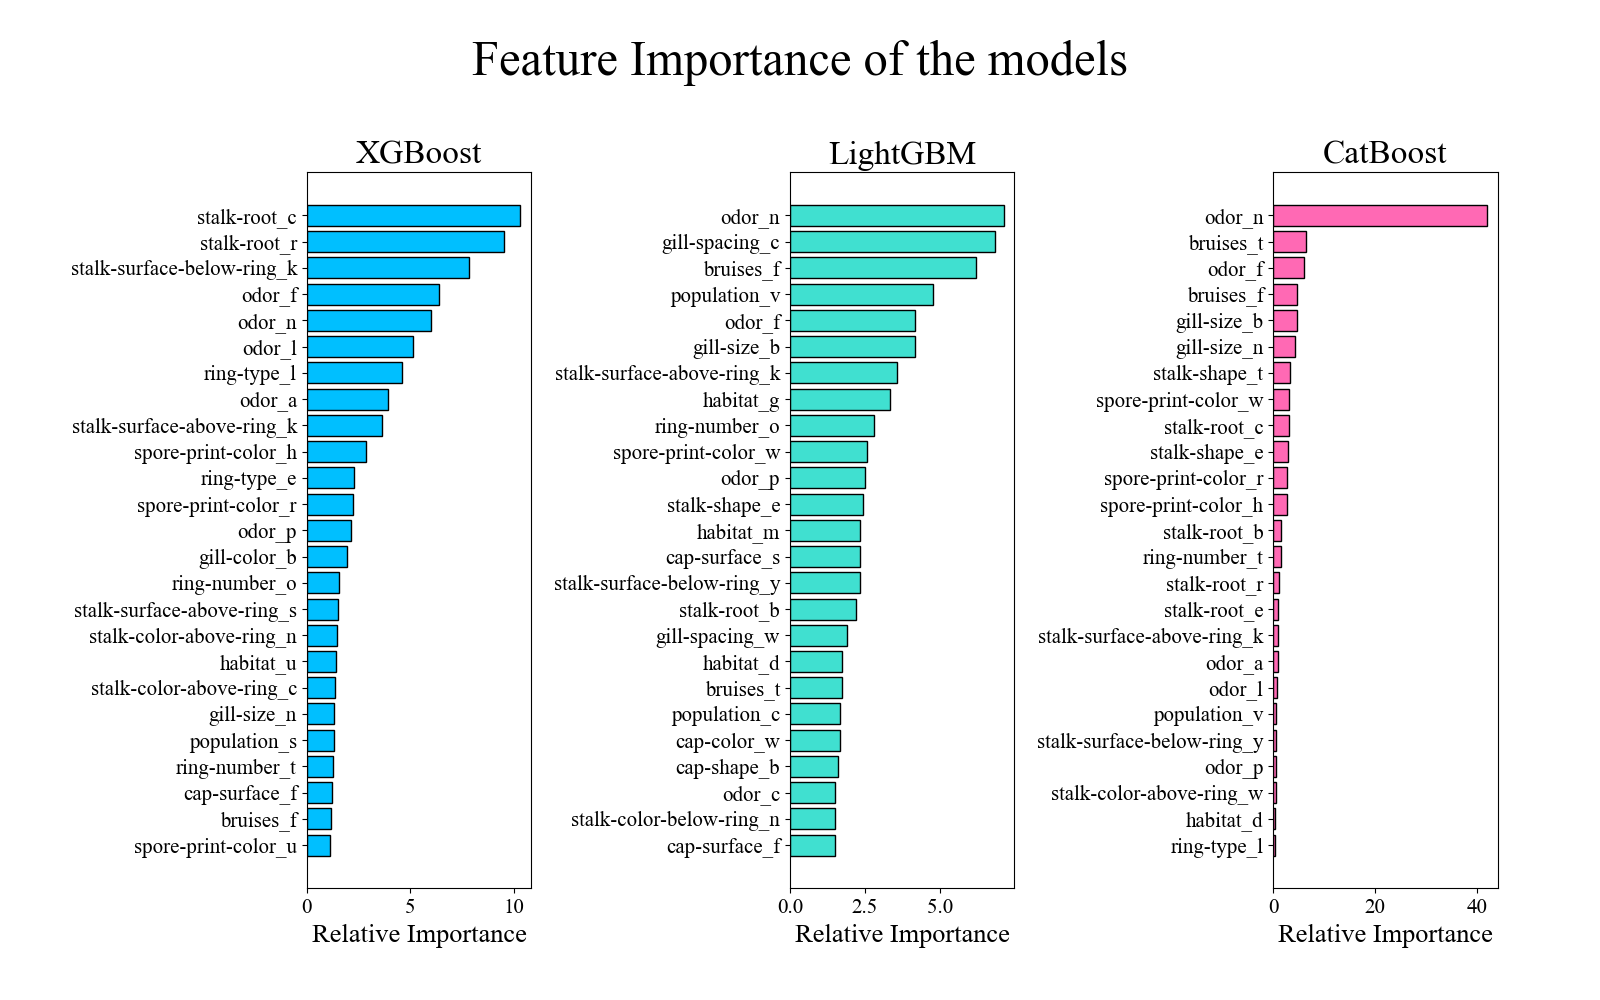 Feature Importance of the models
XGBoost
stalk-root_c
stalk-root_r
stalk-surface-below-ring_k
odor_f
odor_n
odor_l
ring-type_l
odor_a
stalk-surface-above-ring_k
spore-print-color_h
ring-type_e
spore-print-color_r
odor_p
gill-color_b
ring-number_o
stalk-surface-above-ring_s
stalk-color-above-ring_n
habitat_u
stalk-color-above-ring_c
gill-size_n
population_s
ring-number_t
cap-surface_f
bruises_f
spore-print-color_u
0 5 10
Relative Importance
LightGBM
odor_n
gill-spacing_c
bruises_f
population_v
odor_f
gill-size_b
stalk-surface-above-ring_k
habitat_g
ring-number_o
spore-print-color_w
odor_p
stalk-shape_e
habitat_m
cap-surface_s
stalk-surface-below-ring_y
stalk-root_b
gill-spacing_w
habitat_d
bruises_t
population_c
cap-color_w
cap-shape_b
odor_c
stalk-color-below-ring_n
cap-surface_f
0.0 2.5 5.0
Relative Importance
CatBoost
odor_n
bruises_t
odor_f
bruises_f
gill-size_b
gill-size_n
stalk-shape_t
spore-print-color_w
stalk-root_c
stalk-shape_e
spore-print-color_r
spore-print-color_h
stalk-root_b
ring-number_t
stalk-root_r
stalk-root_e
stalk-surface-above-ring_k
odor_a
odor_l
population_v
stalk-surface-below-ring_y
odor_p
stalk-color-above-ring_w
habitat_d
ring-type_l
0 20 40
Relative Importance